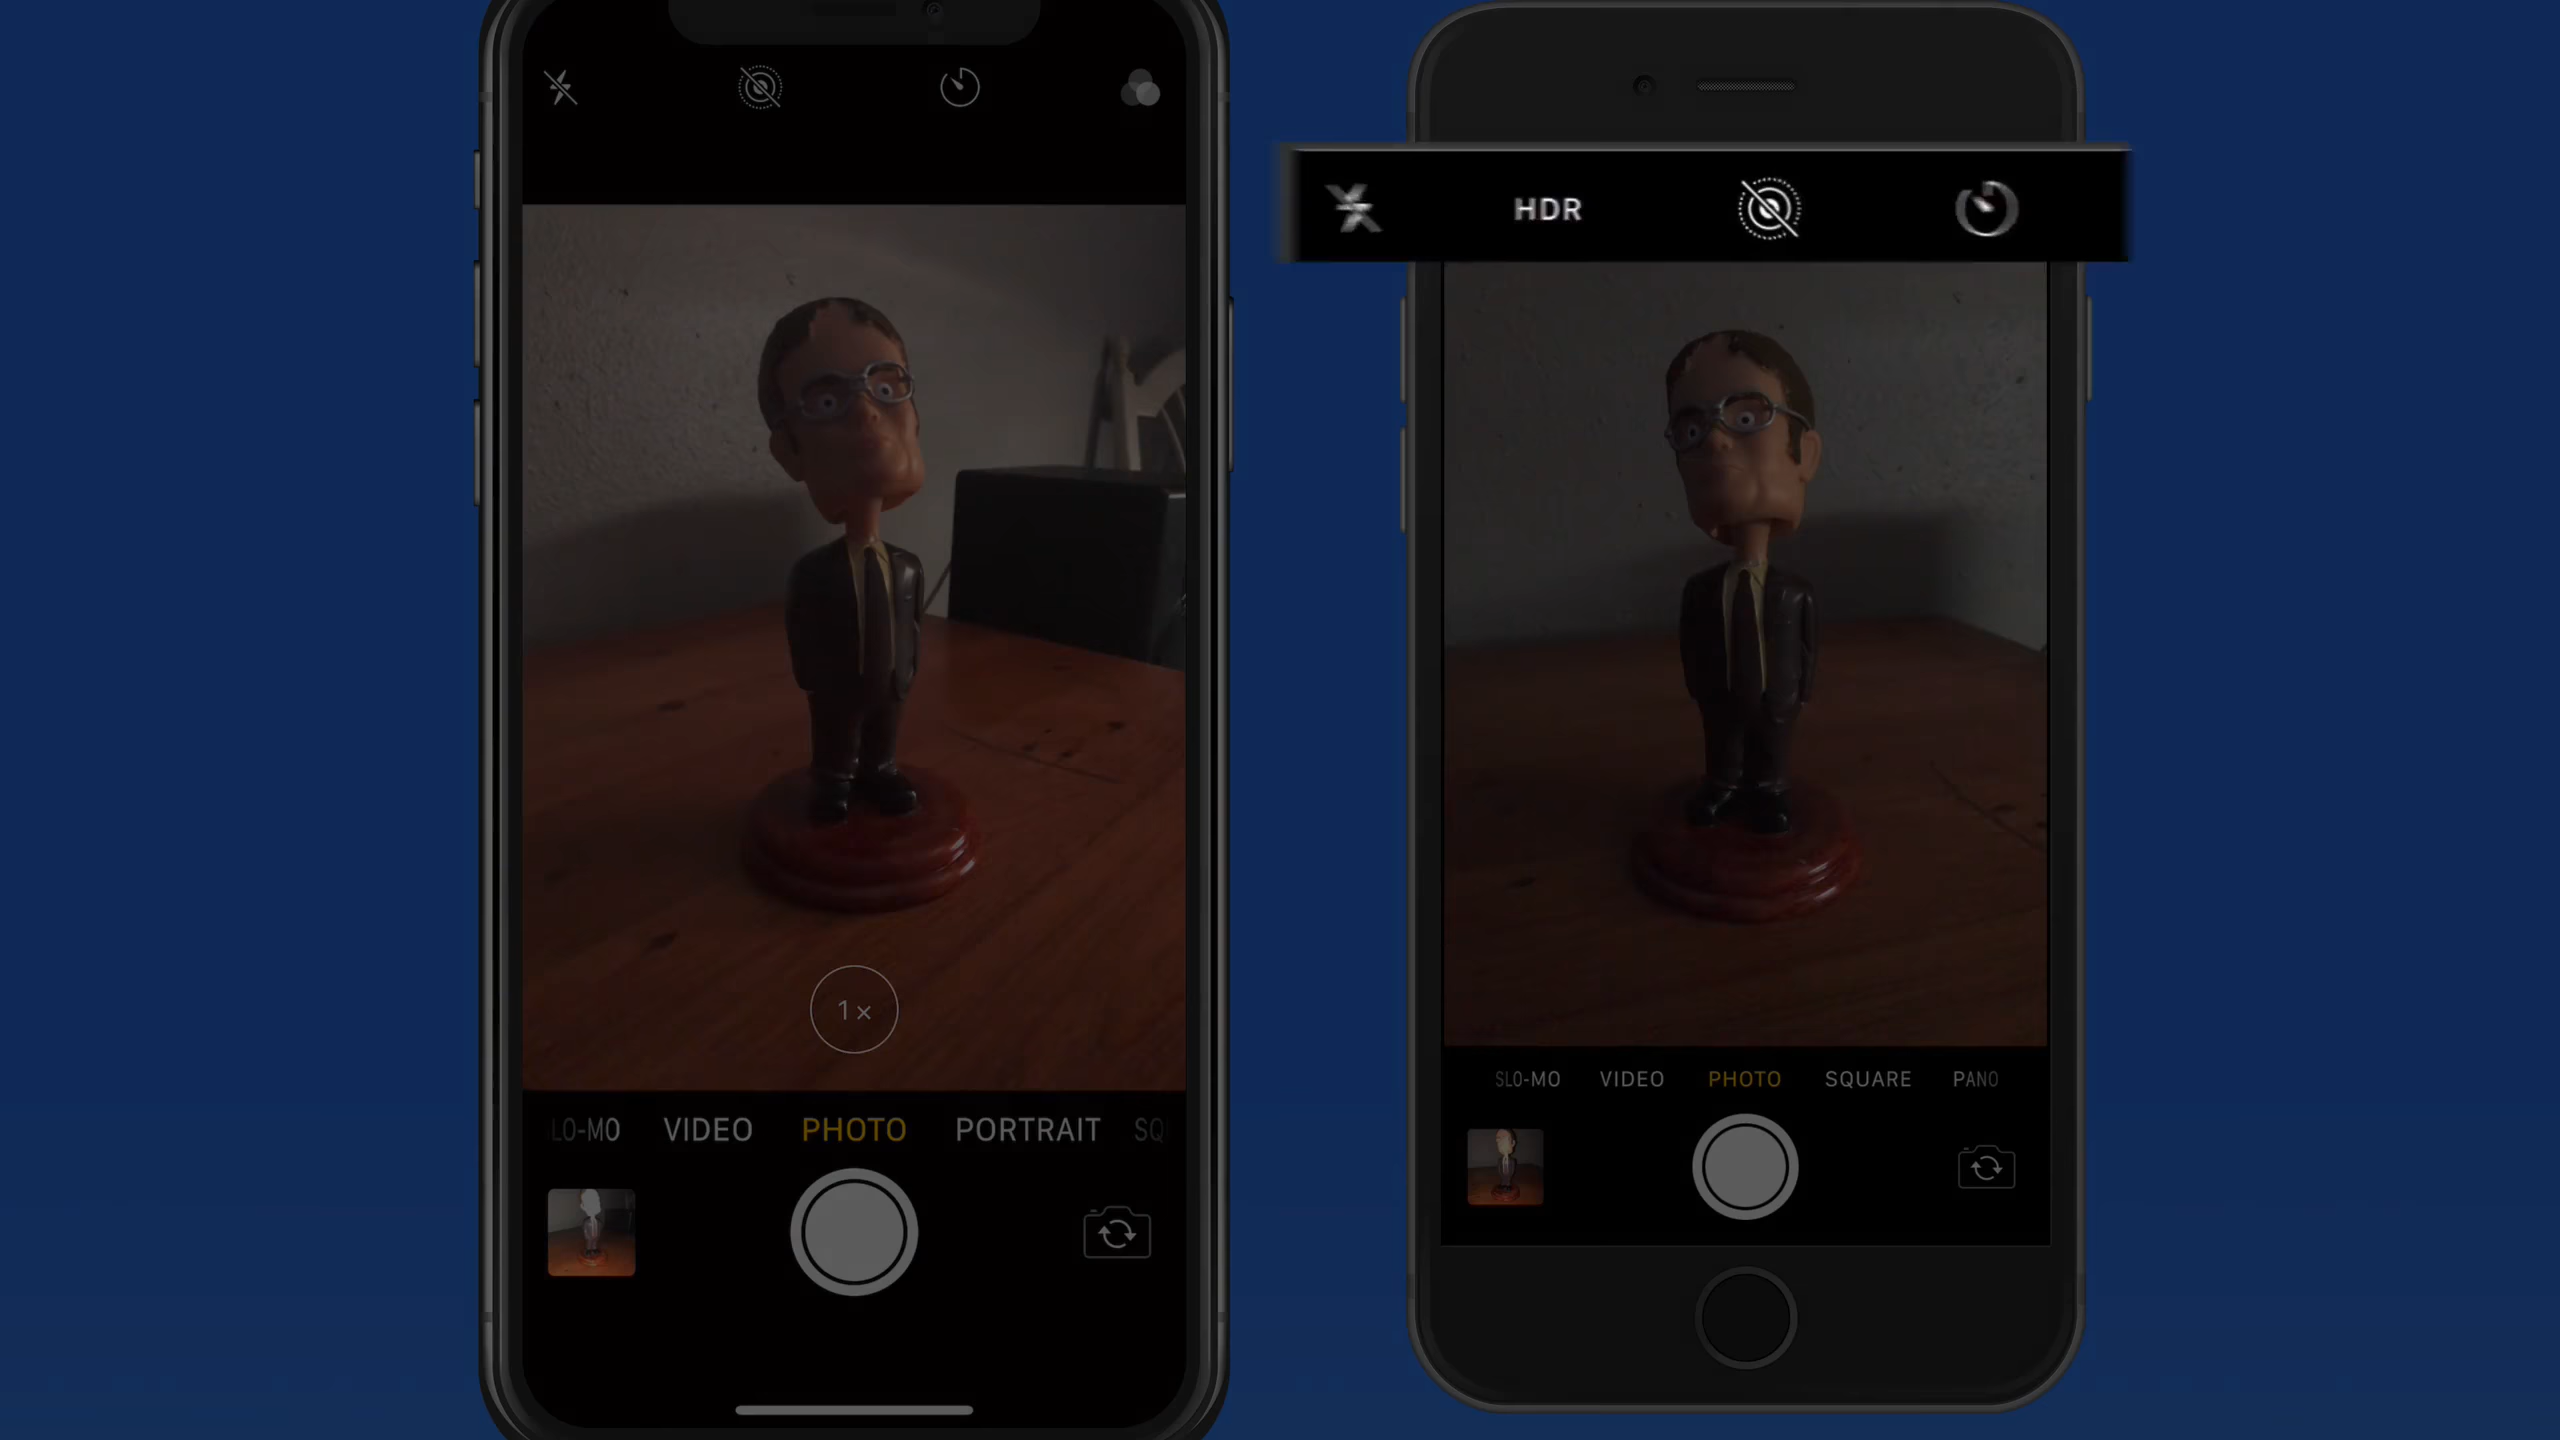 HDR
1×
LO-MO VIDEO PHOTO PORTRAIT SQ
SLO-MO VIDEO PHOTO SQUARE PANO